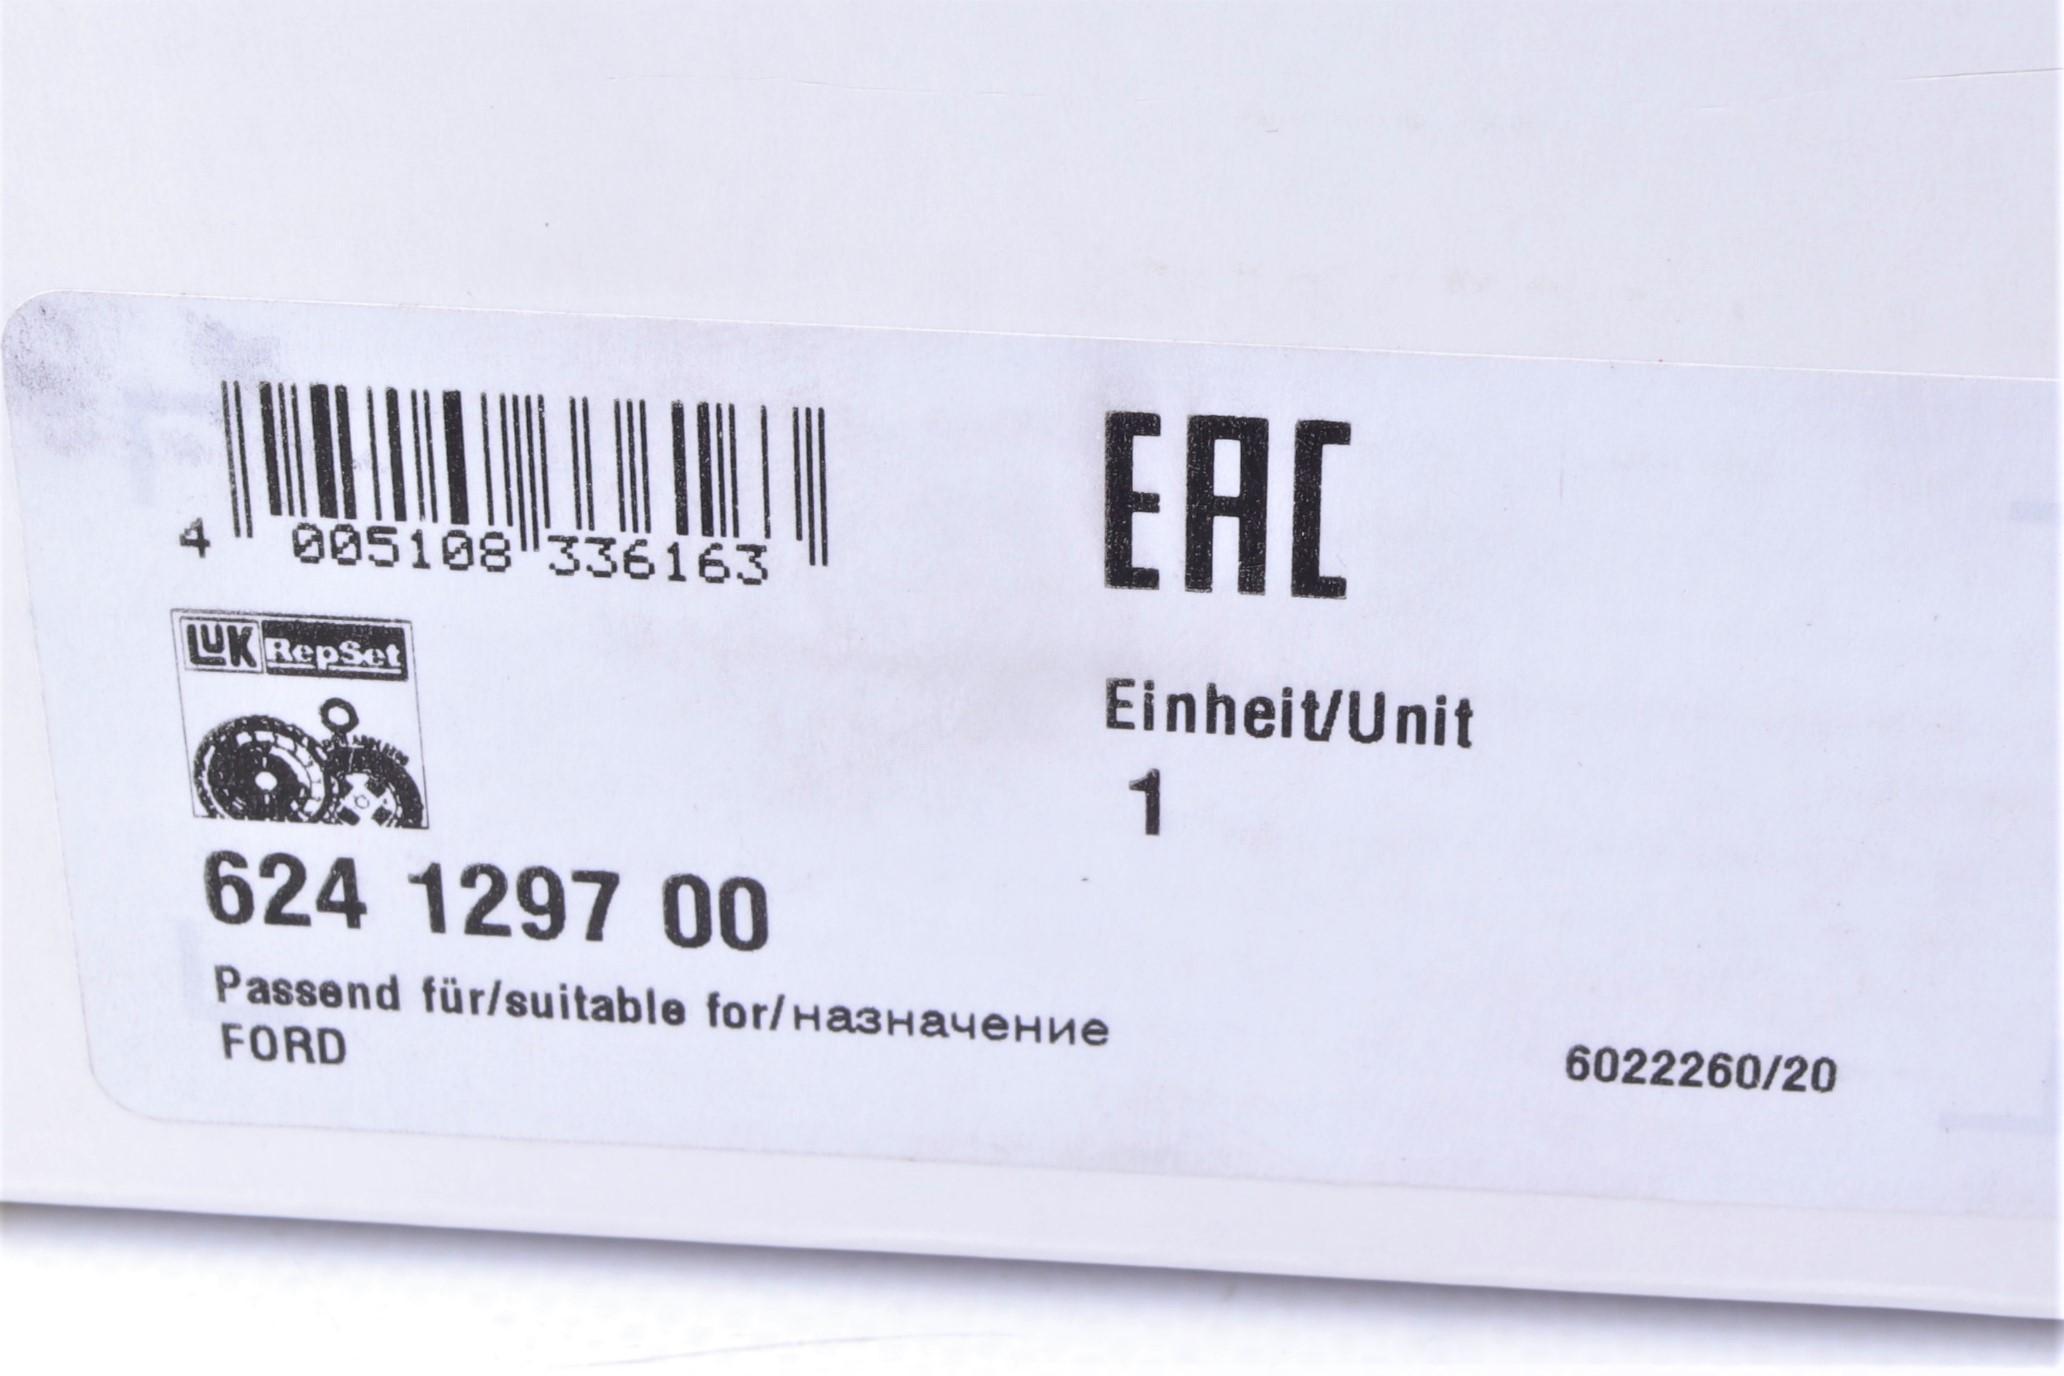 4 005108 336163
EAC
LUK RepSet
Einheit/Unit
1
624 1297 00
Passend für/suitable for/назначение
FORD
6022260/20